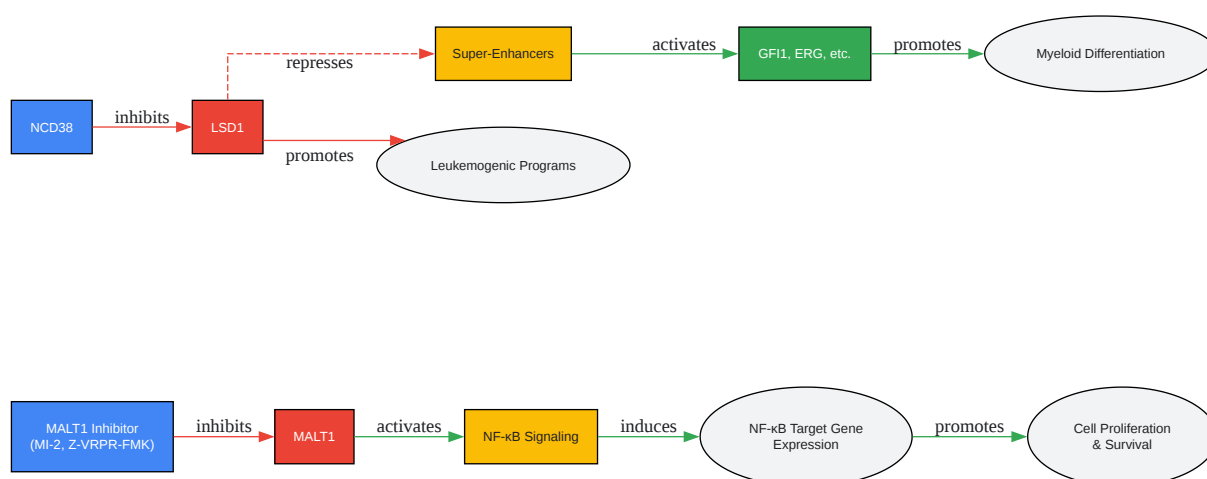 activates
promotes
Super-Enhancers
GFI1, ERG, etc.
Myeloid Differentiation
represses
inhibits
NCD38
LSD1
promotes
Leukemogenic Programs
inhibits
activates
induces
promotes
MALT1 Inhibitor
(MI-2, Z-VRPR-FMK)
MALT1
NF-κB Signaling
NF-κB Target Gene
Expression
Cell Proliferation
& Survival